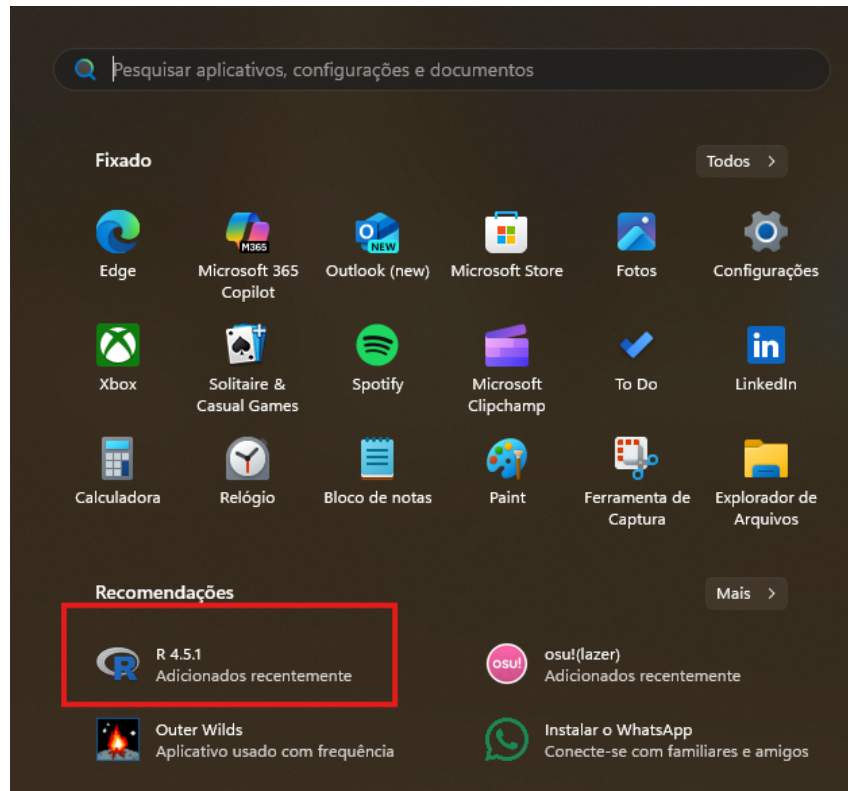 Pesquisar aplicativos, configurações e documentos
Fixado
Todos >
M365
NEW
Edge
Microsoft 365
Copilot
Outlook (new)
Microsoft Store
Fotos
Configurações
in
Xbox
Solitaire &
Casual Games
Spotify
Microsoft
Clipchamp
To Do
LinkedIn
Calculadora
Relógio
Bloco de notas
Paint
Ferramenta de
Captura
Explorador de
Arquivos
Recomendações
Mais >
R
R 4.5.1
Adicionados recentemente
osu!
osu!(lazer)
Adicionados recentemente
Outer Wilds
Aplicativo usado com frequência
Instalar o WhatsApp
Conecte-se com familiares e amigos